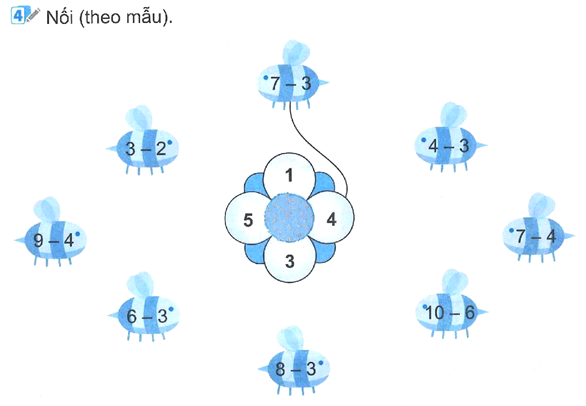 4 Nối (theo mẫu).
7 – 3
3 – 2
4 – 3
1
5
4
3
9 – 4
7 – 4
6 – 3
10 – 6
8 – 3